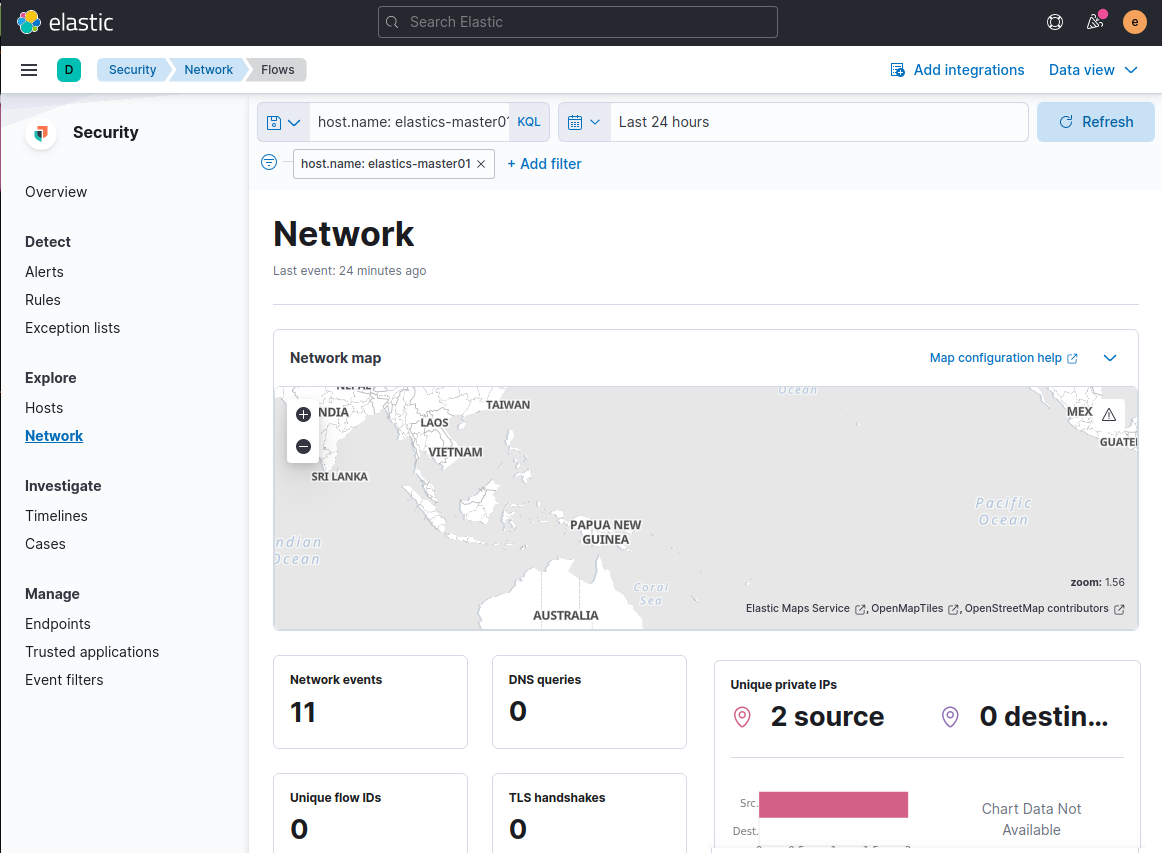 elastic
Search Elastic
e
D
Security
Network
Flows
Add integrations
Data view
Security
Overview
Detect
Alerts
Rules
Exception lists
Explore
Hosts
Network
Investigate
Timelines
Cases
Manage
Endpoints
Trusted applications
Event filters
host.name: elastics-master01
KQL
Last 24 hours
Refresh
host.name: elastics-master01 ×
+ Add filter
Network
Last event: 24 minutes ago
Network map
Map configuration help
NEPAL
NDIA
TAIWAN
LAOS
VIETNAM
SRI LANKA
PAPUA NEW
GUINEA
AUSTRALIA
ndian
Ocean
Coral
Sea
Ocean
Pacific
Ocean
MEX
GUATE
zoom: 1.56
Elastic Maps Service , OpenMapTiles , OpenStreetMap contributors
Network events
11
DNS queries
0
Unique flow IDs
0
TLS handshakes
0
Unique private IPs
2 source
0 destin...
Src.
Dest.
Chart Data Not
Available